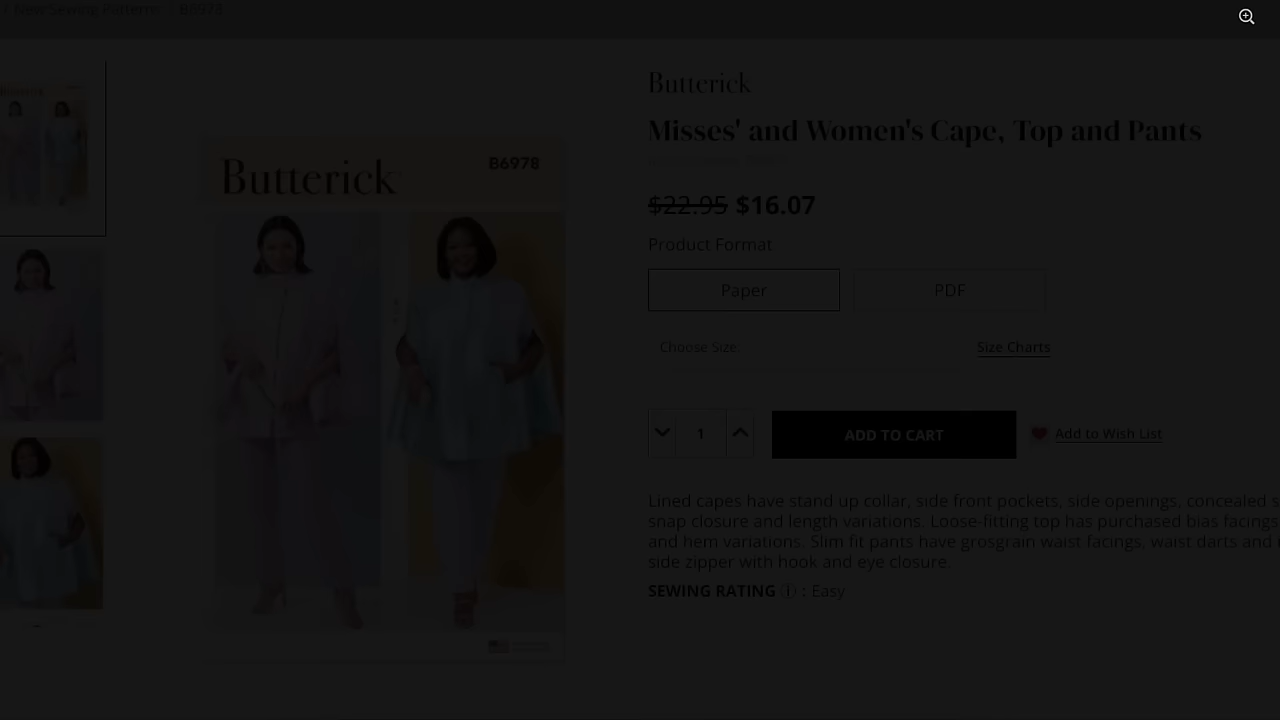 / New Sewing Patterns / B6978
Butterick
Misses' and Women's Cape, Top and Pants
Butterick
B6978
$22.95 $16.07
Product Format
Paper
PDF
Choose Size:
Size Charts
1
ADD TO CART
Add to Wish List
Lined capes have stand up collar, side front pockets, side openings, concealed
snap closure and length variations. Loose-fitting top has purchased bias facings
and hem variations. Slim fit pants have grosgrain waist facings, waist darts and
side zipper with hook and eye closure.
SEWING RATING ⓘ : Easy